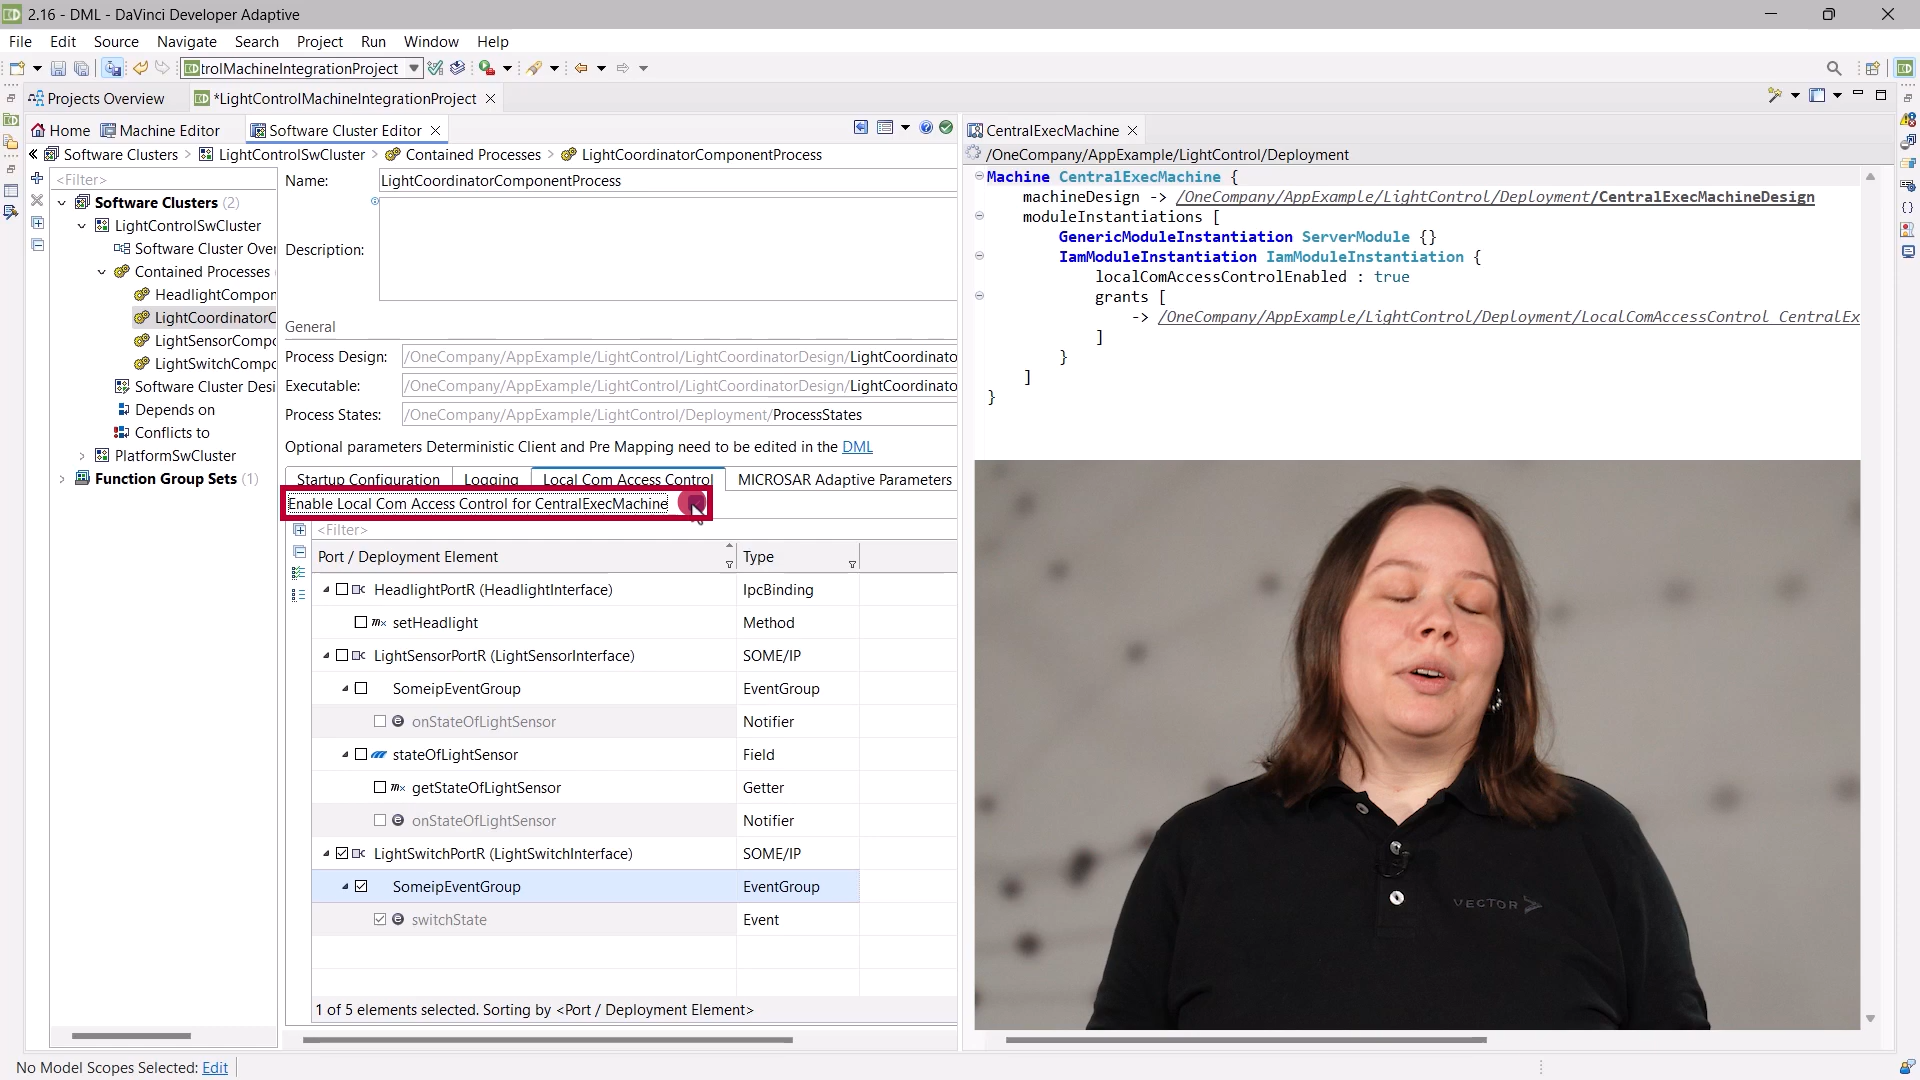 2.16 - DML - DaVinci Developer Adaptive
File Edit Source Navigate Search Project Run Window Help
trolMachineIntegrationProject
Projects Overview
*LightControlMachineIntegrationProject
Home Machine Editor Software Cluster Editor
Software Clusters > LightControlSwCluster > Contained Processes > LightCoordinatorComponentProcess
<Filter>
Software Clusters (2)
LightControlSwCluster
Software Cluster Over
Contained Processes
HeadlightCompor
LightCoordinatorC
LightSensorCompo
LightSwitchCompo
Software Cluster Desi
Depends on
Conflicts to
PlatformSwCluster
Function Group Sets (1)
Name: LightCoordinatorComponentProcess
Description:
General
Process Design: /OneCompany/AppExample/LightControl/LightCoordinatorDesign/LightCoordinato
Executable: /OneCompany/AppExample/LightControl/LightCoordinatorDesign/LightCoordinato
Process States: /OneCompany/AppExample/LightControl/Deployment/ProcessStates
Optional parameters Deterministic Client and Pre Mapping need to be edited in the DML
Startup Configuration Logging Local Com Access Control MICROSAR Adaptive Parameters
Enable Local Com Access Control for CentralExecMachine
<Filter>
Port / Deployment Element Type
HeadlightPortR (HeadlightInterface) IpcBinding
setHeadlight Method
LightSensorPortR (LightSensorInterface) SOME/IP
SomeipEventGroup EventGroup
onStateOfLightSensor Notifier
stateOfLightSensor Field
getStateOfLightSensor Getter
onStateOfLightSensor Notifier
LightSwitchPortR (LightSwitchInterface) SOME/IP
SomeipEventGroup EventGroup
switchState Event
1 of 5 elements selected. Sorting by <Port / Deployment Element>
CentralExecMachine
/OneCompany/AppExample/LightControl/Deployment
Machine CentralExecMachine {
machineDesign -> /OneCompany/AppExample/LightControl/Deployment/CentralExecMachineDesign
moduleInstantiations [
GenericModuleInstantiation ServerModule {}
IamModuleInstantiation IamModuleInstantiation {
localComAccessControlEnabled : true
grants [
-> /OneCompany/AppExample/LightControl/Deployment/LocalComAccessControl_CentralEx
]
}
]
}
VECTOR
No Model Scopes Selected: Edit